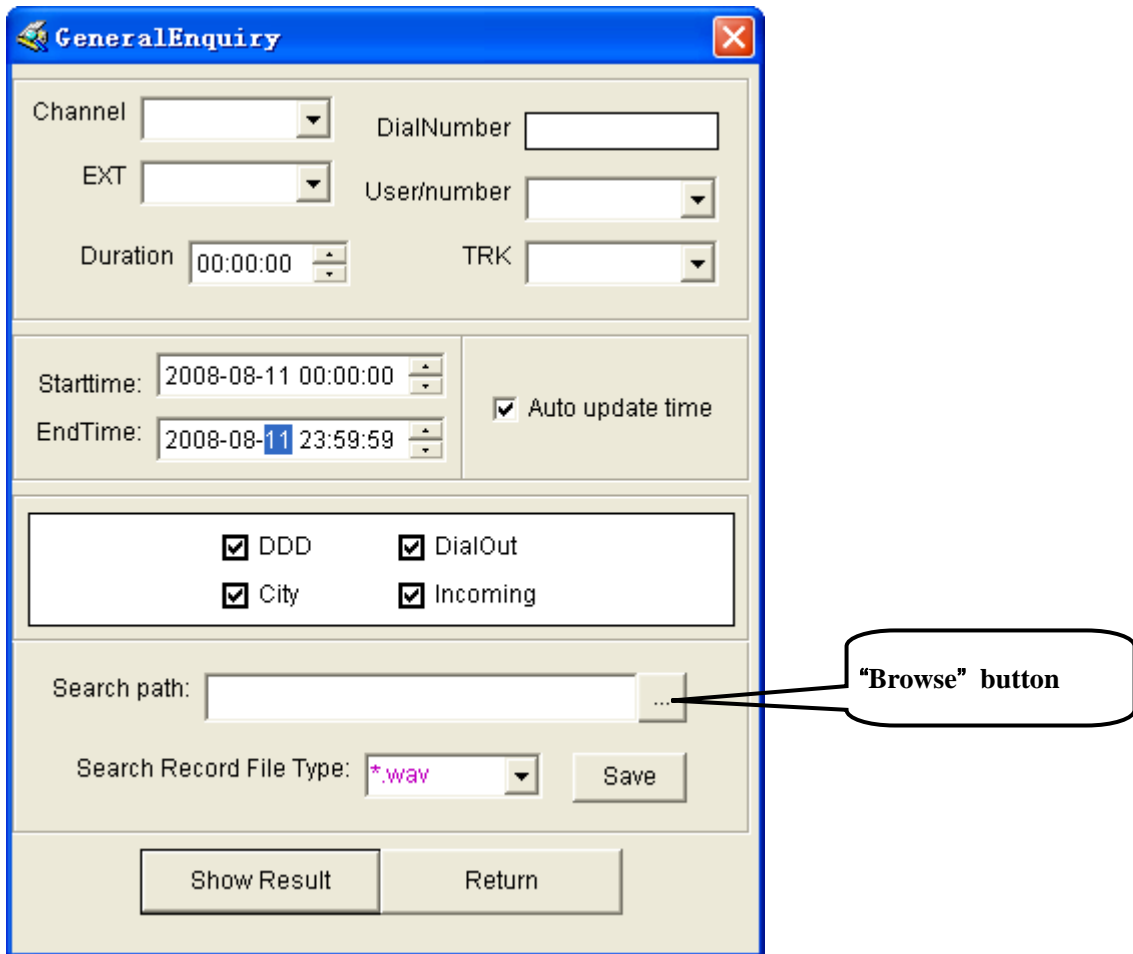 GeneralEnquiry
Channel
DialNumber
EXT
User/number
Duration 00:00:00
TRK
Starttime: 2008-08-11 00:00:00
Auto update time
EndTime: 2008-08-11 23:59:59
DDD DialOut
City Incoming
Search path: ...
“Browse” button
Search Record File Type: *.wav Save
Show Result Return